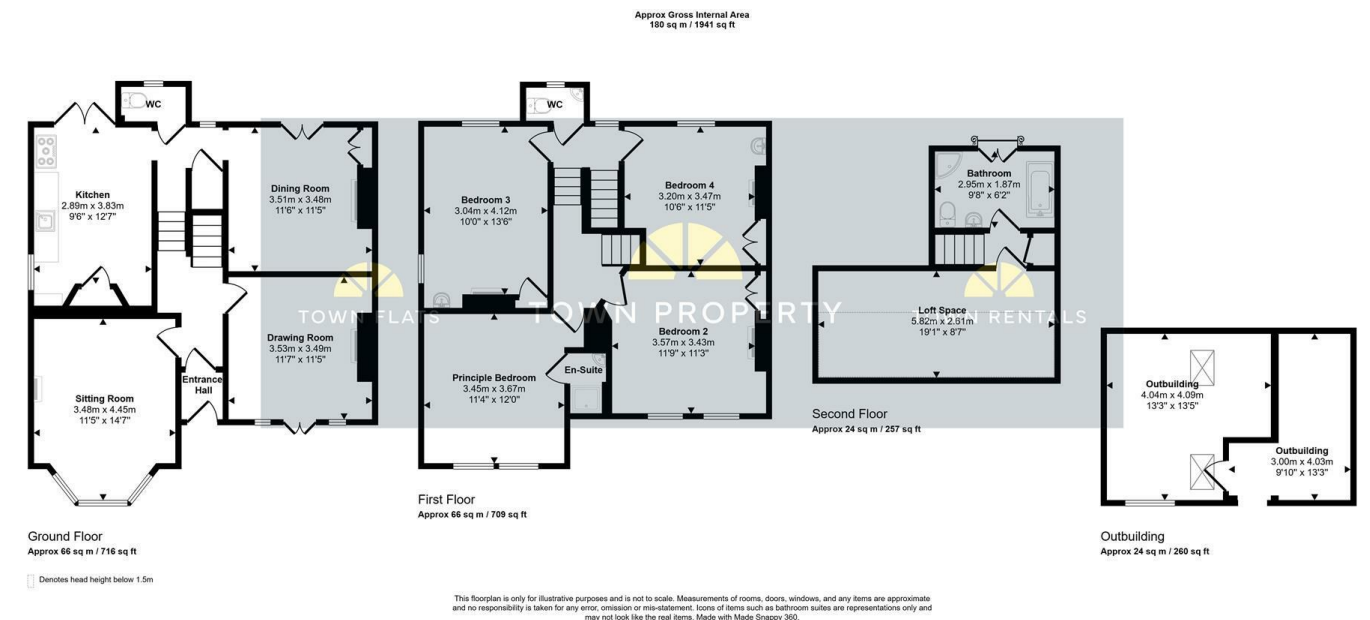 Approx Gross Internal Area
180 sq m / 1941 sq ft
WC
Kitchen
2.89m x 3.83m
9'6" x 12'7"
Dining Room
3.51m x 3.48m
11'6" x 11'5"
Drawing Room
3.53m x 3.49m
11'7" x 11'5"
Entrance
Hall
Sitting Room
3.48m x 4.45m
11'5" x 14'7"
Ground Floor
Approx 66 sq m / 716 sq ft
Denotes head height below 1.5m
WC
Bedroom 3
3.04m x 4.12m
10'0" x 13'6"
Bedroom 4
3.20m x 3.47m
10'6" x 11'5"
Bedroom 2
3.57m x 3.43m
11'9" x 11'3"
Principle Bedroom
3.45m x 3.67m
11'4" x 12'0"
En-Suite
First Floor
Approx 66 sq m / 709 sq ft
Bathroom
2.95m x 1.87m
9'8" x 6'2"
Loft Space
5.82m x 2.61m
19'1" x 8'7"
Second Floor
Approx 24 sq m / 257 sq ft
Outbuilding
4.04m x 4.09m
13'3" x 13'5"
Outbuilding
3.00m x 4.03m
9'10" x 13'3"
Outbuilding
Approx 24 sq m / 260 sq ft
TOWN FLATS
TOWN PROPERTY
TOWN RENTALS
This floorplan is only for illustrative purposes and is not to scale. Measurements of rooms, doors, windows, and any items are approximate
and no responsibility is taken for any error, omission or mis-statement. Icons of items such as bathroom suites are representations only and
may not look like the real items. Made with Made Snappy 360.